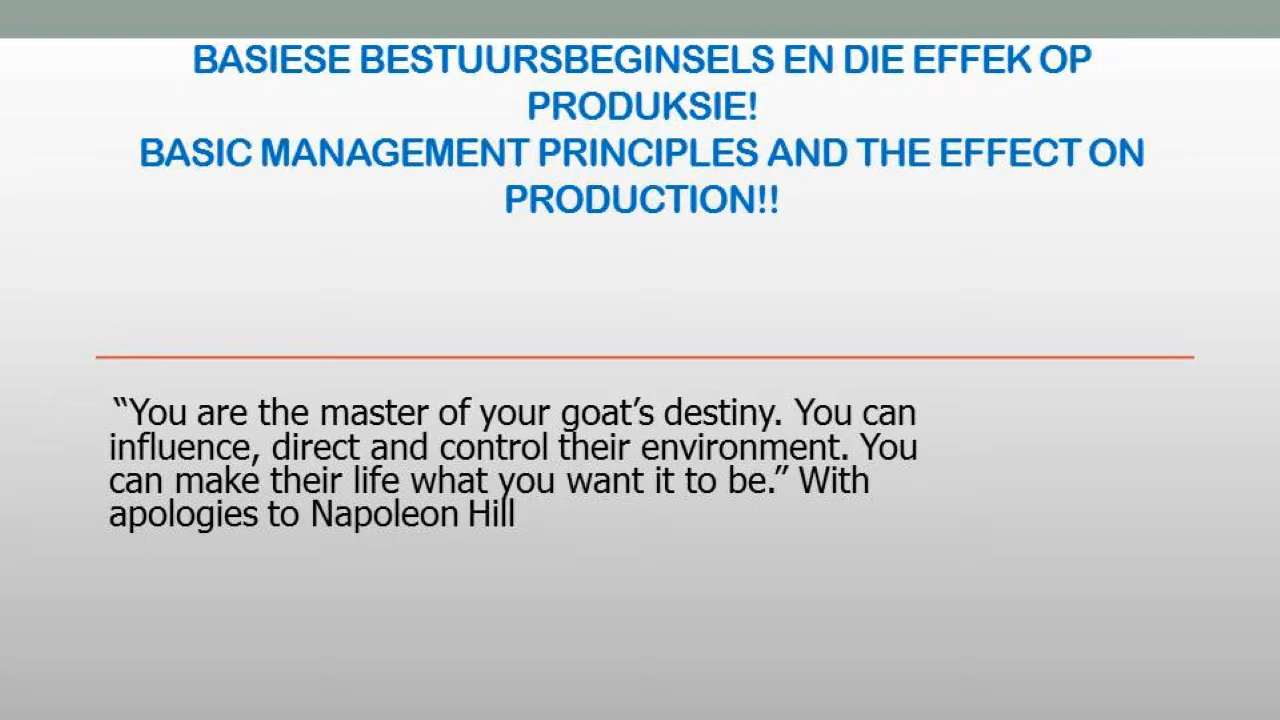 BASIESE BESTUURSBEGINSELS EN DIE EFFEK OP
PRODUKSIE!
BASIC MANAGEMENT PRINCIPLES AND THE EFFECT ON
PRODUCTION!!
“You are the master of your goat’s destiny. You can
influence, direct and control their environment. You
can make their life what you want it to be.” With
apologies to Napoleon Hill